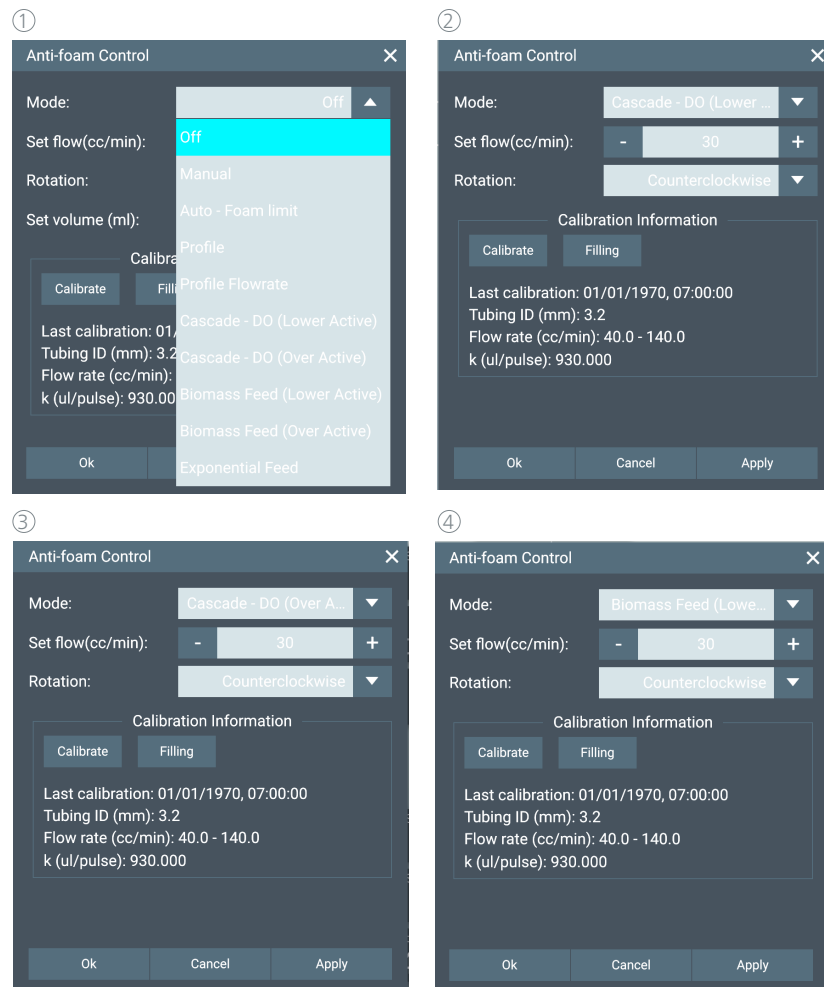 ①
Anti-foam Control
Mode:
Off
Off
Manual
Auto - Foam limit
Profile
Profile Flowrate
Cascade - DO (Lower Active)
Cascade - DO (Over Active)
Biomass Feed (Lower Active)
Biomass Feed (Over Active)
Exponential Feed
Set flow(cc/min):
Rotation:
Set volume (ml):
Calibra
Calibrate
Filli
Last calibration: 01/
Tubing ID (mm): 3.2
Flow rate (cc/min):
k (ul/pulse): 930.00
Ok
②
Anti-foam Control
Mode:
Cascade - DO (Lower ...
Set flow(cc/min):
- 30 +
Rotation:
Counterclockwise
Calibration Information
Calibrate
Filling
Last calibration: 01/01/1970, 07:00:00
Tubing ID (mm): 3.2
Flow rate (cc/min): 40.0 - 140.0
k (ul/pulse): 930.000
Ok
Cancel
Apply
③
Anti-foam Control
Mode:
Cascade - DO (Over A...
Set flow(cc/min):
- 30 +
Rotation:
Counterclockwise
Calibration Information
Calibrate
Filling
Last calibration: 01/01/1970, 07:00:00
Tubing ID (mm): 3.2
Flow rate (cc/min): 40.0 - 140.0
k (ul/pulse): 930.000
Ok
Cancel
Apply
④
Anti-foam Control
Mode:
Biomass Feed (Lowe...
Set flow(cc/min):
- 30 +
Rotation:
Counterclockwise
Calibration Information
Calibrate
Filling
Last calibration: 01/01/1970, 07:00:00
Tubing ID (mm): 3.2
Flow rate (cc/min): 40.0 - 140.0
k (ul/pulse): 930.000
Ok
Cancel
Apply